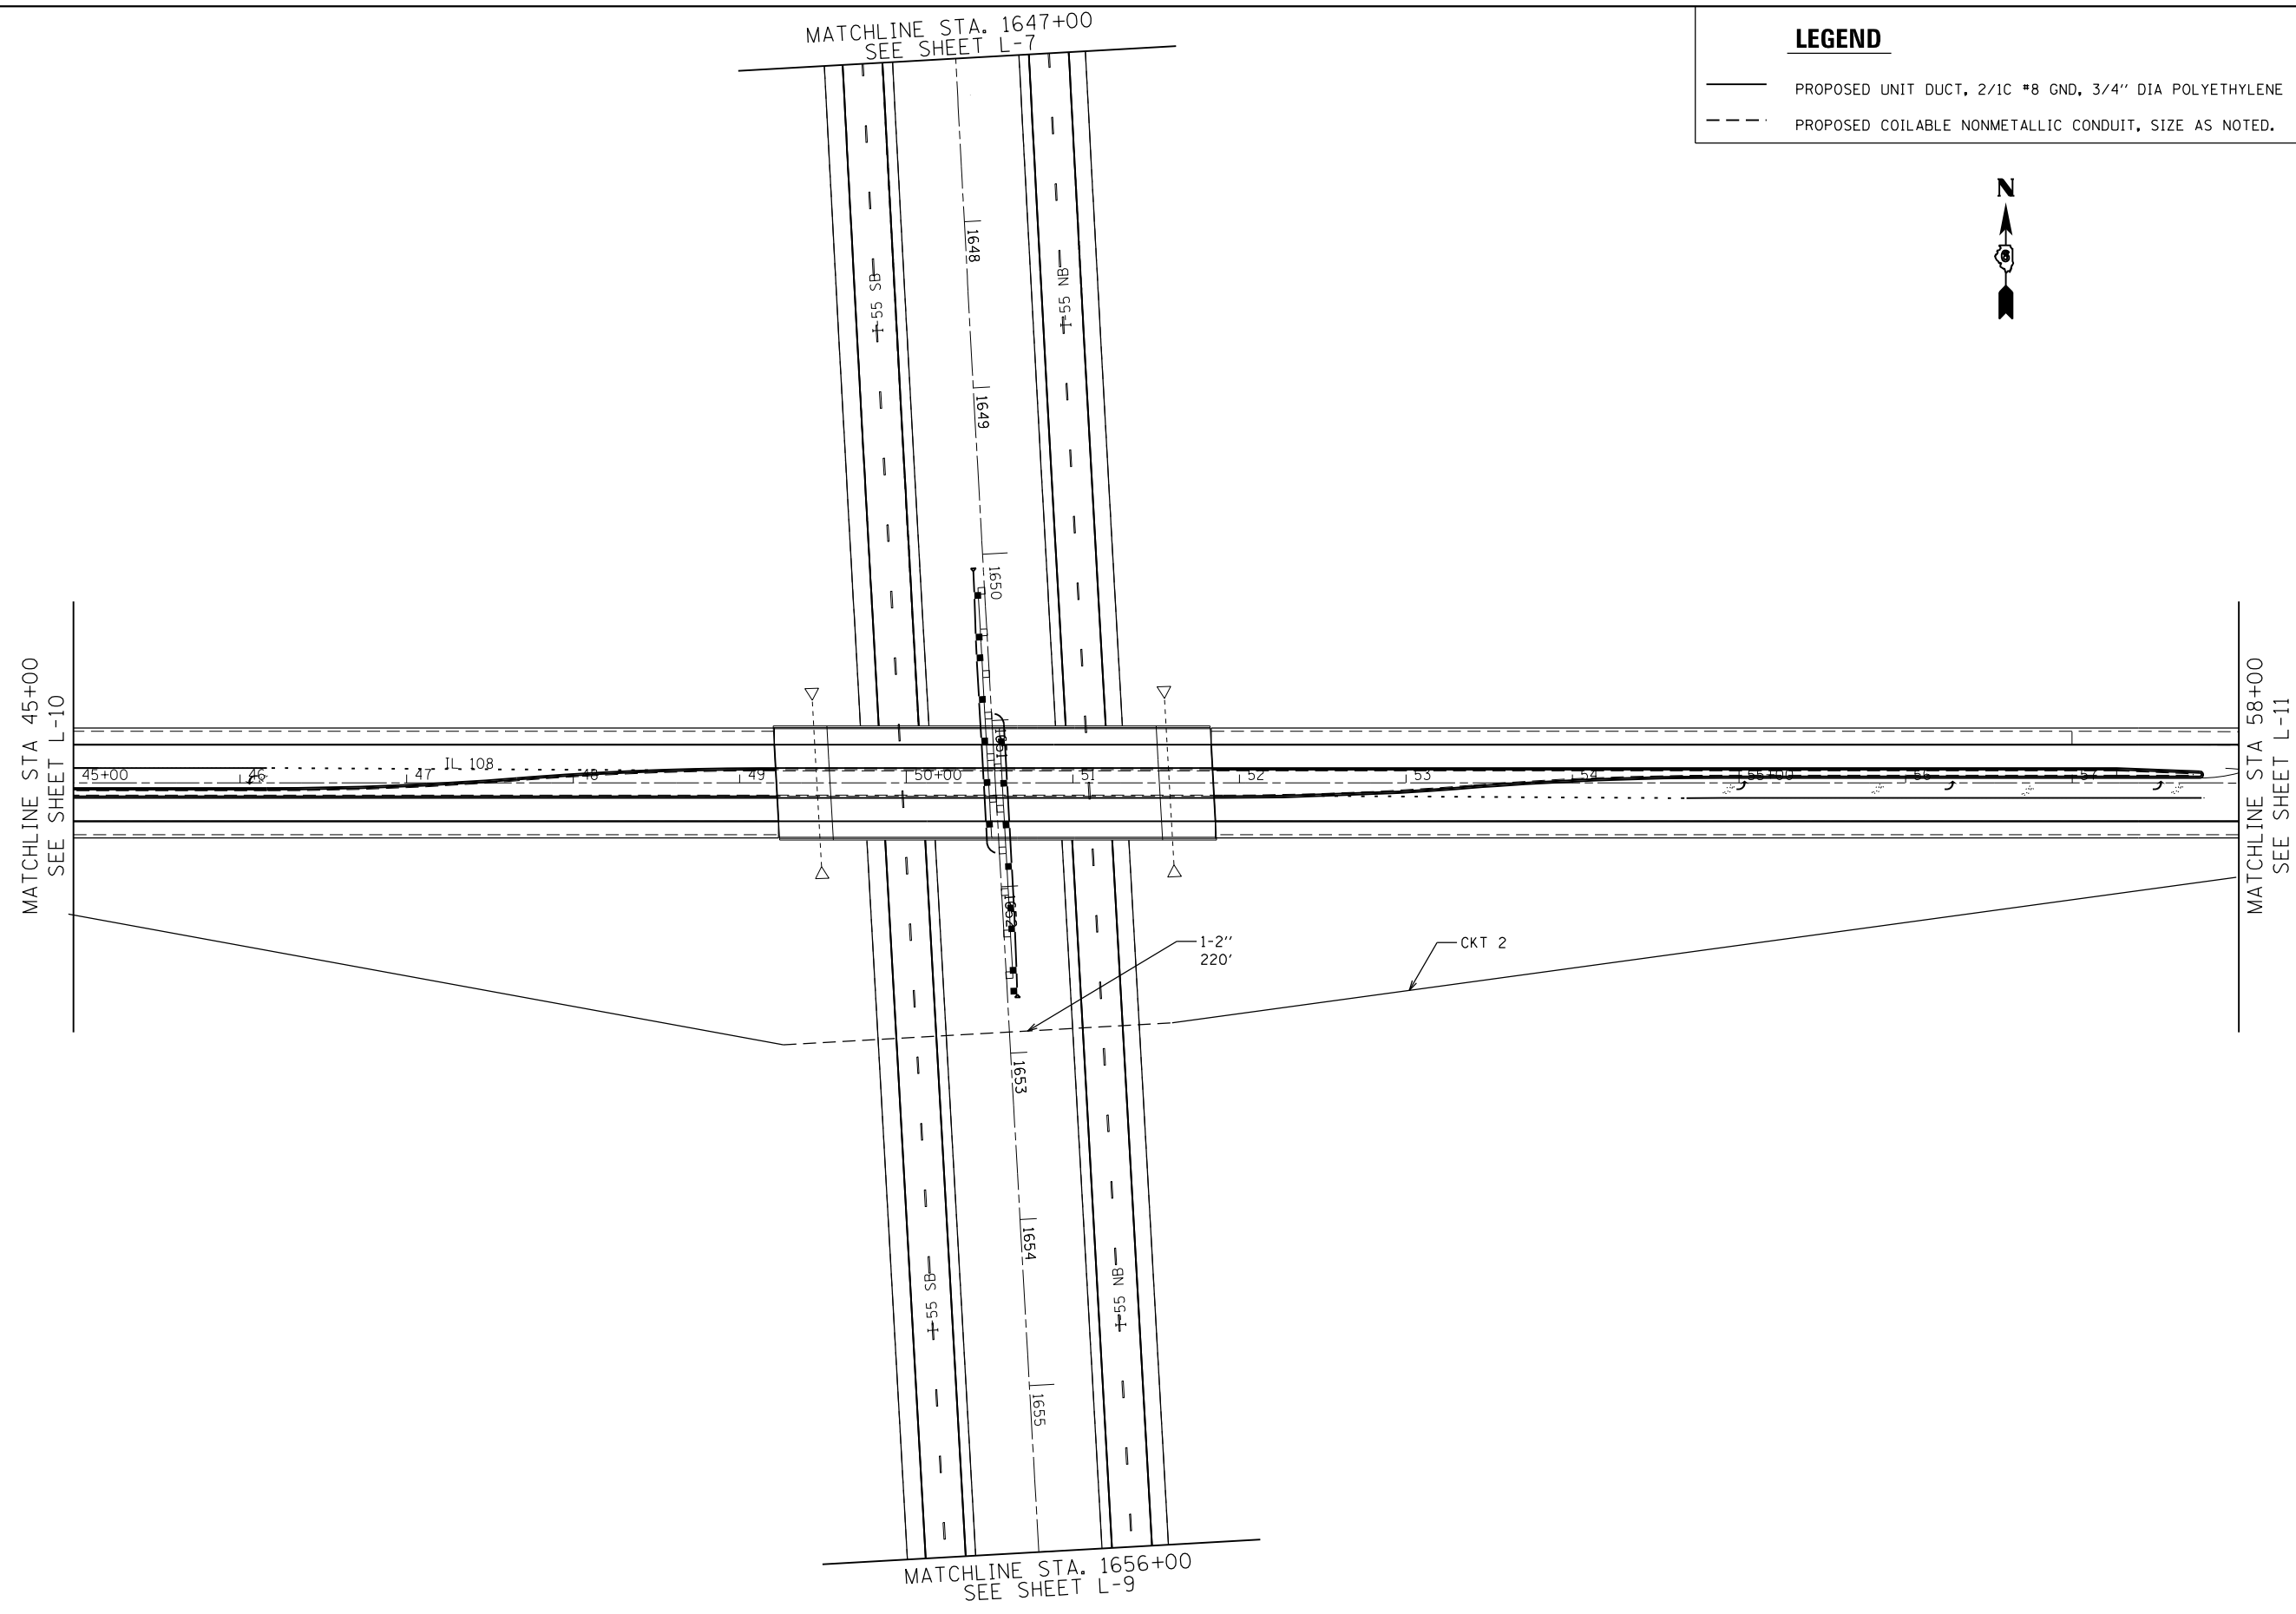 MATCHLINE STA. 1647+00
SEE SHEET L-7
LEGEND
PROPOSED UNIT DUCT, 2/1C #8 GND, 3/4" DIA POLYETHYLENE
PROPOSED COILABLE NONMETALLIC CONDUIT, SIZE AS NOTED.
N
1648
I-55 SB
I-55 NB
1649
1650
MATCHLINE STA 45+00
SEE SHEET L-10
MATCHLINE STA 58+00
SEE SHEET L-11
1651
IL 108
45+00
46
47
48
49
50+00
51
52
53
54
55+00
56
57
1652
1-2"
220'
CKT 2
1653
1654
I-55 SB
I-55 NB
1655
MATCHLINE STA. 1656+00
SEE SHEET L-9